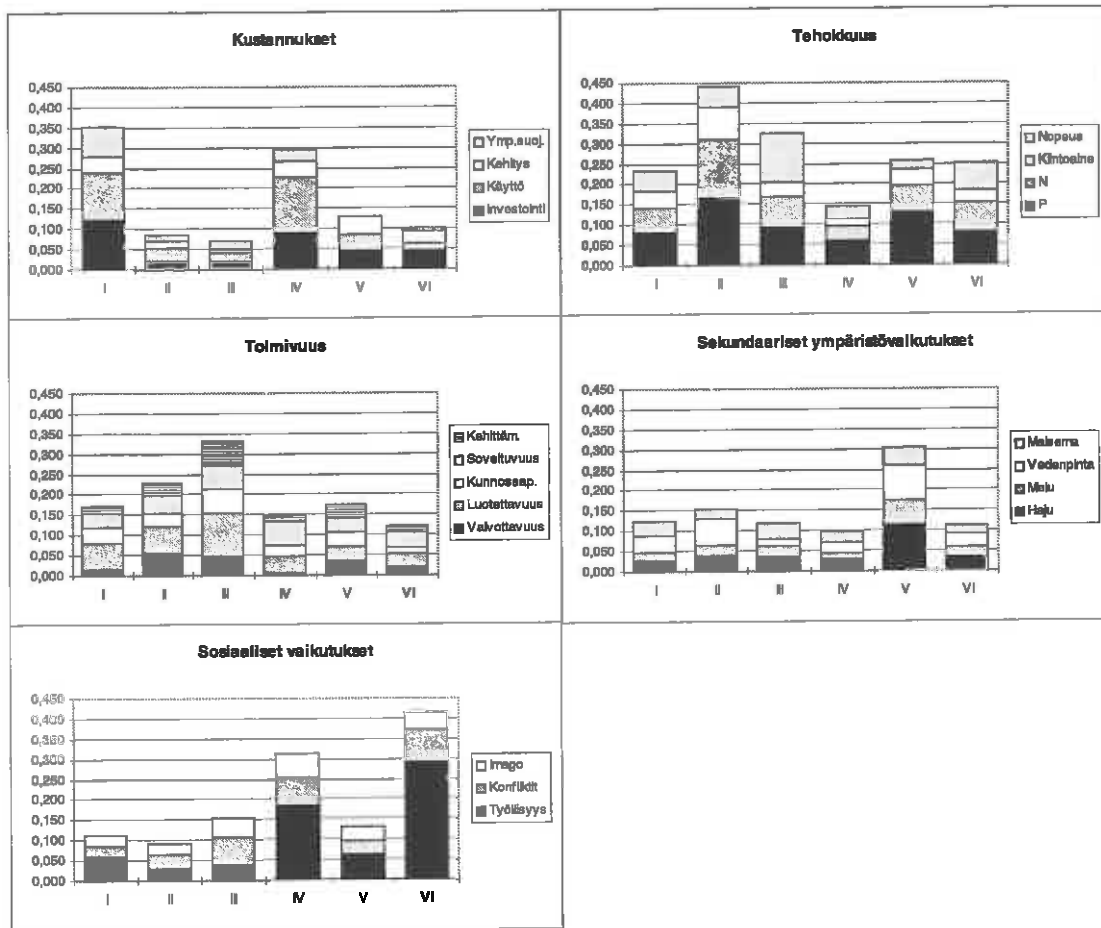 Kustannukset
0,450
0,400
0,350
0,300
0,250
0,200
0,150
0,100
0,050
0,000
I II III IV V VI
Ymp.suoj.
Kehitys
Käyttö
Investointi
Tehokkuus
0,450
0,400
0,350
0,300
0,250
0,200
0,150
0,100
0,050
0,000
I II III IV V VI
Nopeus
Kiintoaine
N
P
Toimivuus
0,450
0,400
0,350
0,300
0,250
0,200
0,150
0,100
0,050
0,000
I II III IV V VI
Kehittäm.
Soveltuvuus
Kunnossap.
Luotettavuus
Valvottavuus
Sekundaariset ympäristövaikutukset
0,450
0,400
0,350
0,300
0,250
0,200
0,150
0,100
0,050
0,000
I II III IV V VI
Maisema
Vedenpinta
Melu
Haju
Sosiaaliset vaikutukset
0,450
0,400
0,350
0,300
0,250
0,200
0,150
0,100
0,050
0,000
I II III IV V VI
Imago
Konfliktit
Työläsyys